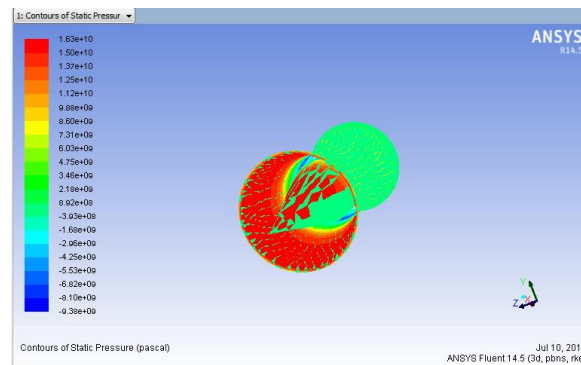 1: Contours of Static Pressur
ANSYS
R14.5
1.63e+10
1.50e+10
1.37e+10
1.25e+10
1.12e+10
9.88e+09
8.60e+09
7.31e+09
6.03e+09
4.75e+09
3.46e+09
2.18e+09
8.92e+08
-3.93e+08
-1.68e+09
-2.96e+09
-4.25e+09
-5.53e+09
-6.82e+09
-8.10e+09
-9.38e+09
Y
X
Z
Contours of Static Pressure (pascal)
Jul 10, 201
ANSYS Fluent 14.5 (3d, pbns, rke